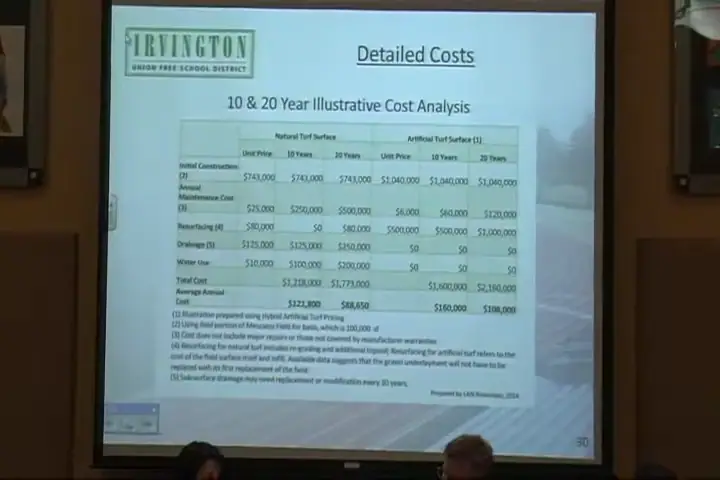 IRVINGTON
UNION FREE SCHOOL DISTRICT
Detailed Costs
10 & 20 Year Illustrative Cost Analysis
Natural Turf Surface Artificial Turf Surface (1)
Unit Price 10 Years 20 Years Unit Price 10 Years 20 Years
Initial Construction
(2) $743,000 $743,000 $743,000 $1,040,000 $1,040,000 $1,040,000
Annual
Maintenance Cost
(3) $25,000 $250,000 $500,000 $6,000 $60,000 $120,000
Resurfacing (4) $80,000 $0 $80,000 $500,000 $500,000 $1,000,000
Drainage (5) $125,000 $125,000 $250,000 $0 $0 $0
Water Use $10,000 $100,000 $200,000 $0 $0 $0
Total Cost $1,218,000 $1,773,000 $1,600,000 $2,160,000
Average Annual
Cost $121,800 $88,650 $160,000 $108,000
(1) Illustration prepared using Hybrid Artificial Turf Pricing
(2) Using field portion of Meszaros Field for basis, which is 100,000 sf
(3) Cost does not include major repairs or those not covered by manufacturer warranties
(4) Resurfacing for natural turf includes re-grading and additional topsoil; Resurfacing for artificial turf refers to the
cost of the field surface itself and infill. Available data suggests that the gravel underlayment will not have to be
replaced with its first replacement of the field.
(5) Subsurface drainage may need replacement or modification every 10 years.
Prepared by LAN Associates, 2014
30